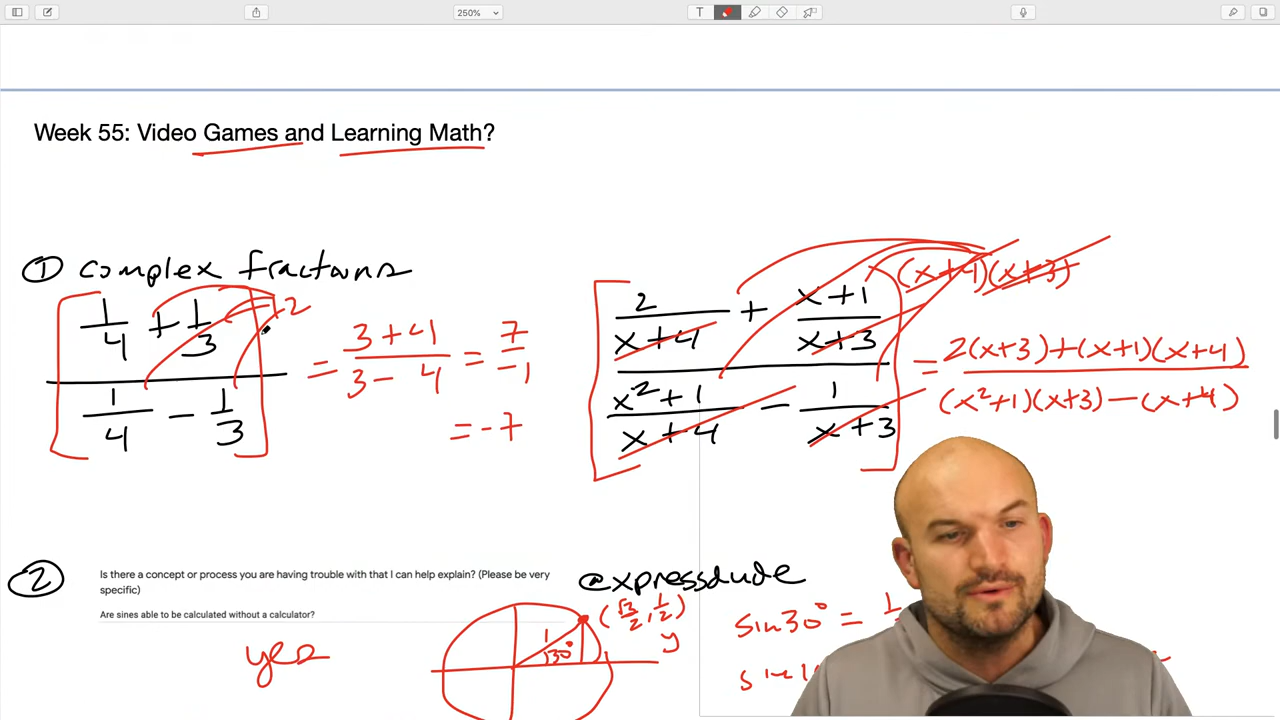 250%
T
Week 55: Video Games and Learning Math?
① complex fractions
[1/4 + 1/3] 12
[1/4 - 1/3]
= 3+4 / 3-4 = 7/-1
= -7
[2/(x+4) + (x+1)/(x+3)] (x+4)(x+3)
[(x²+1)/(x+4) - 1/(x+3)]
= 2(x+3)+(x+1)(x+4) / (x²+1)(x+3)-(x+4)
②
Is there a concept or process you are having trouble with that I can help explain? (Please be very
specific)
Are sines able to be calculated without a calculator?
yes
@xpressdude
1
30°
(√3/2, 1/2)
y
sin30° =